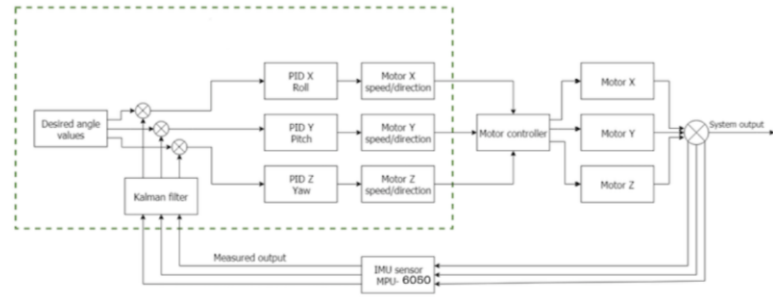 PID X
Roll
Motor X
speed/direction
Motor X
Desired angle
values
PID Y
Pitch
Motor Y
speed/direction
Motor controller
Motor Y
System output
PID Z
Yaw
Motor Z
speed/direction
Motor Z
Kalman filter
Measured output
IMU sensor
MPU- 6050